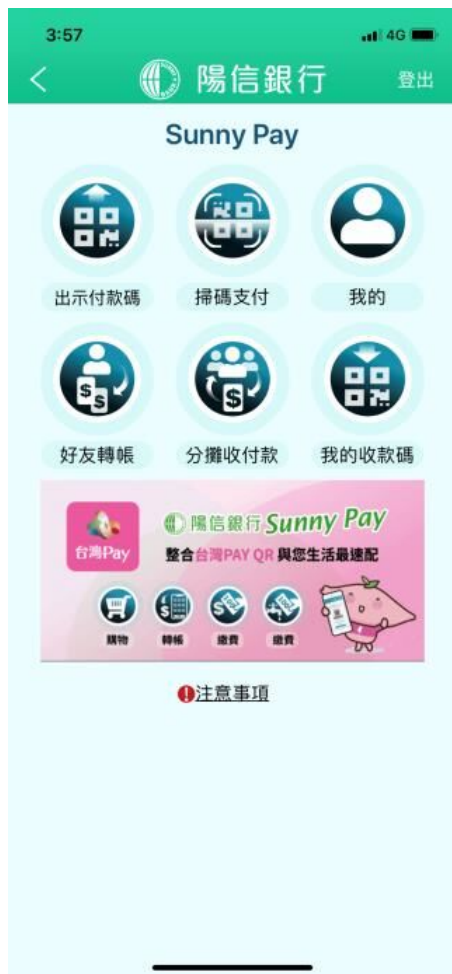 3:57 4G
陽信銀行 登出
Sunny Pay
出示付款碼 掃碼支付 我的
好友轉帳 分攤收付款 我的收款碼
台灣Pay
陽信銀行 Sunny Pay
整合台灣PAY QR 與您生活最速配
購物 轉帳 繳費 繳費
注意事項